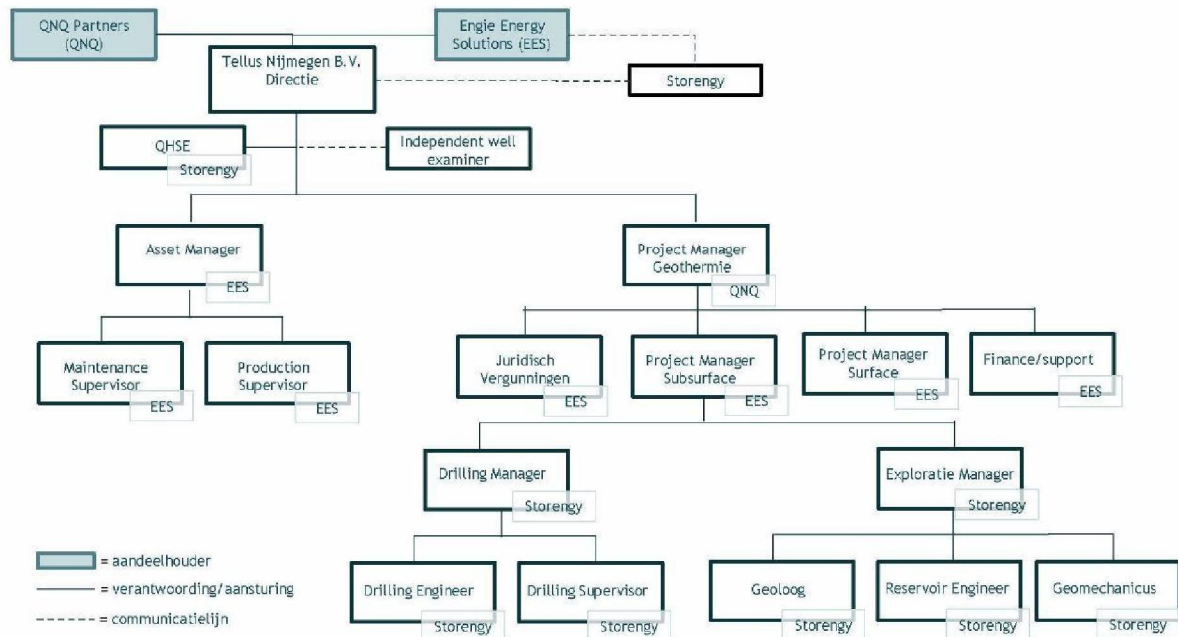 QNQ Partners
(QNQ)
Engie Energy
Solutions (EES)
Tellus Nijmegen B.V.
Directie
Storengy
QHSE
Storengy
Independent well
examiner
Asset Manager
EES
Project Manager
Geothermie
QNQ
Maintenance
Supervisor
EES
Production
Supervisor
EES
Juridisch
Vergunningen
EES
Project Manager
Subsurface
EES
Project Manager
Surface
EES
Finance/support
EES
Drilling Manager
Storengy
Exploratie Manager
Storengy
Drilling Engineer
Storengy
Drilling Supervisor
Storengy
Geoloog
Storengy
Reservoir Engineer
Storengy
Geomechanicus
Storengy
= aandeelhouder
= verantwoording/aansturing
= communicatielijn